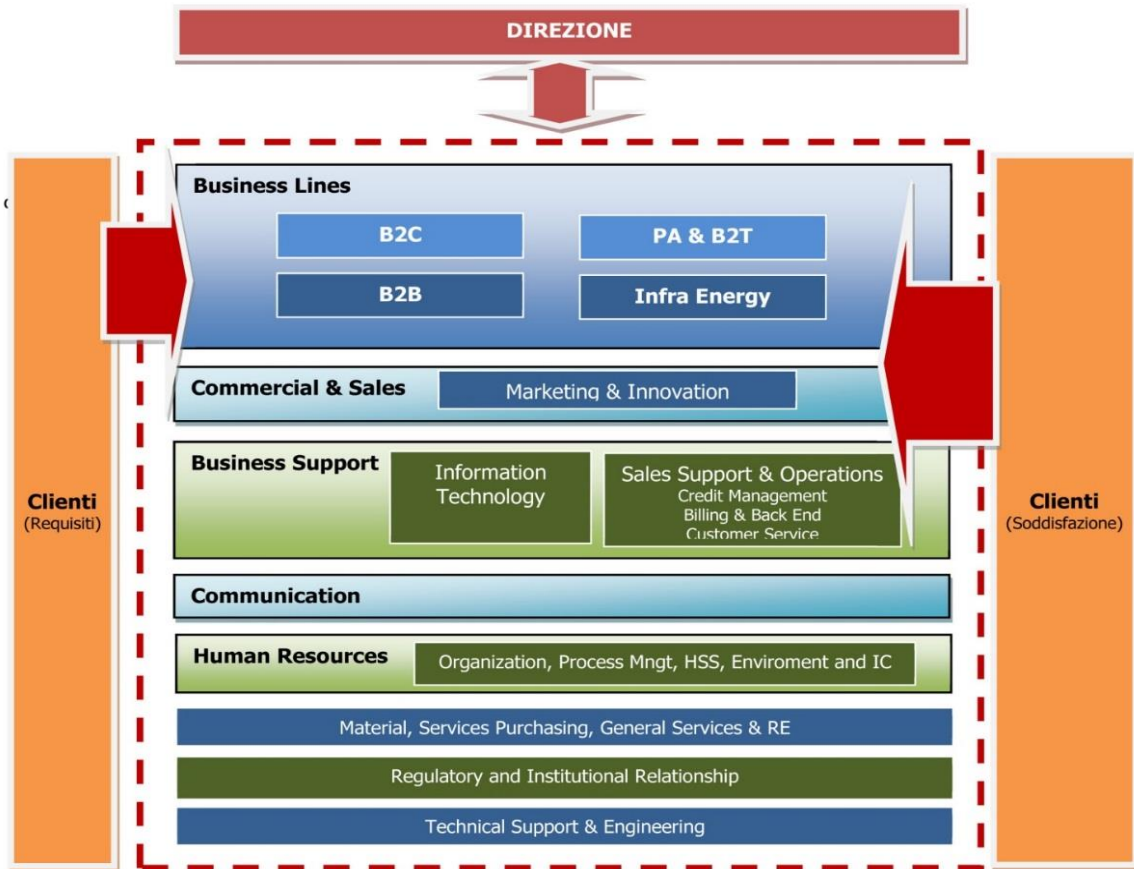 DIREZIONE
Business Lines
B2C
PA & B2T
B2B
Infra Energy
Commercial & Sales
Marketing & Innovation
Business Support
Information
Technology
Sales Support & Operations
Credit Management
Billing & Back End
Customer Service
Communication
Human Resources
Organization, Process Mngt, HSS, Enviroment and IC
Material, Services Purchasing, General Services & RE
Regulatory and Institutional Relationship
Technical Support & Engineering
Clienti
(Requisiti)
Clienti
(Soddisfazione)